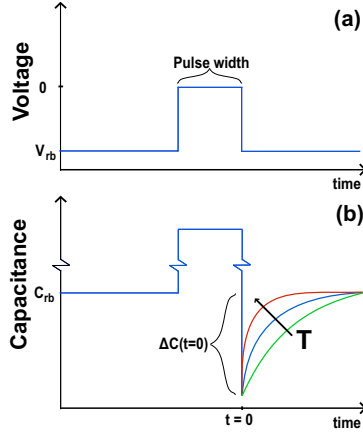 (a)
Pulse width
Voltage
0
V_rb
time
(b)
Capacitance
C_rb
ΔC(t=0)
T
t = 0
time